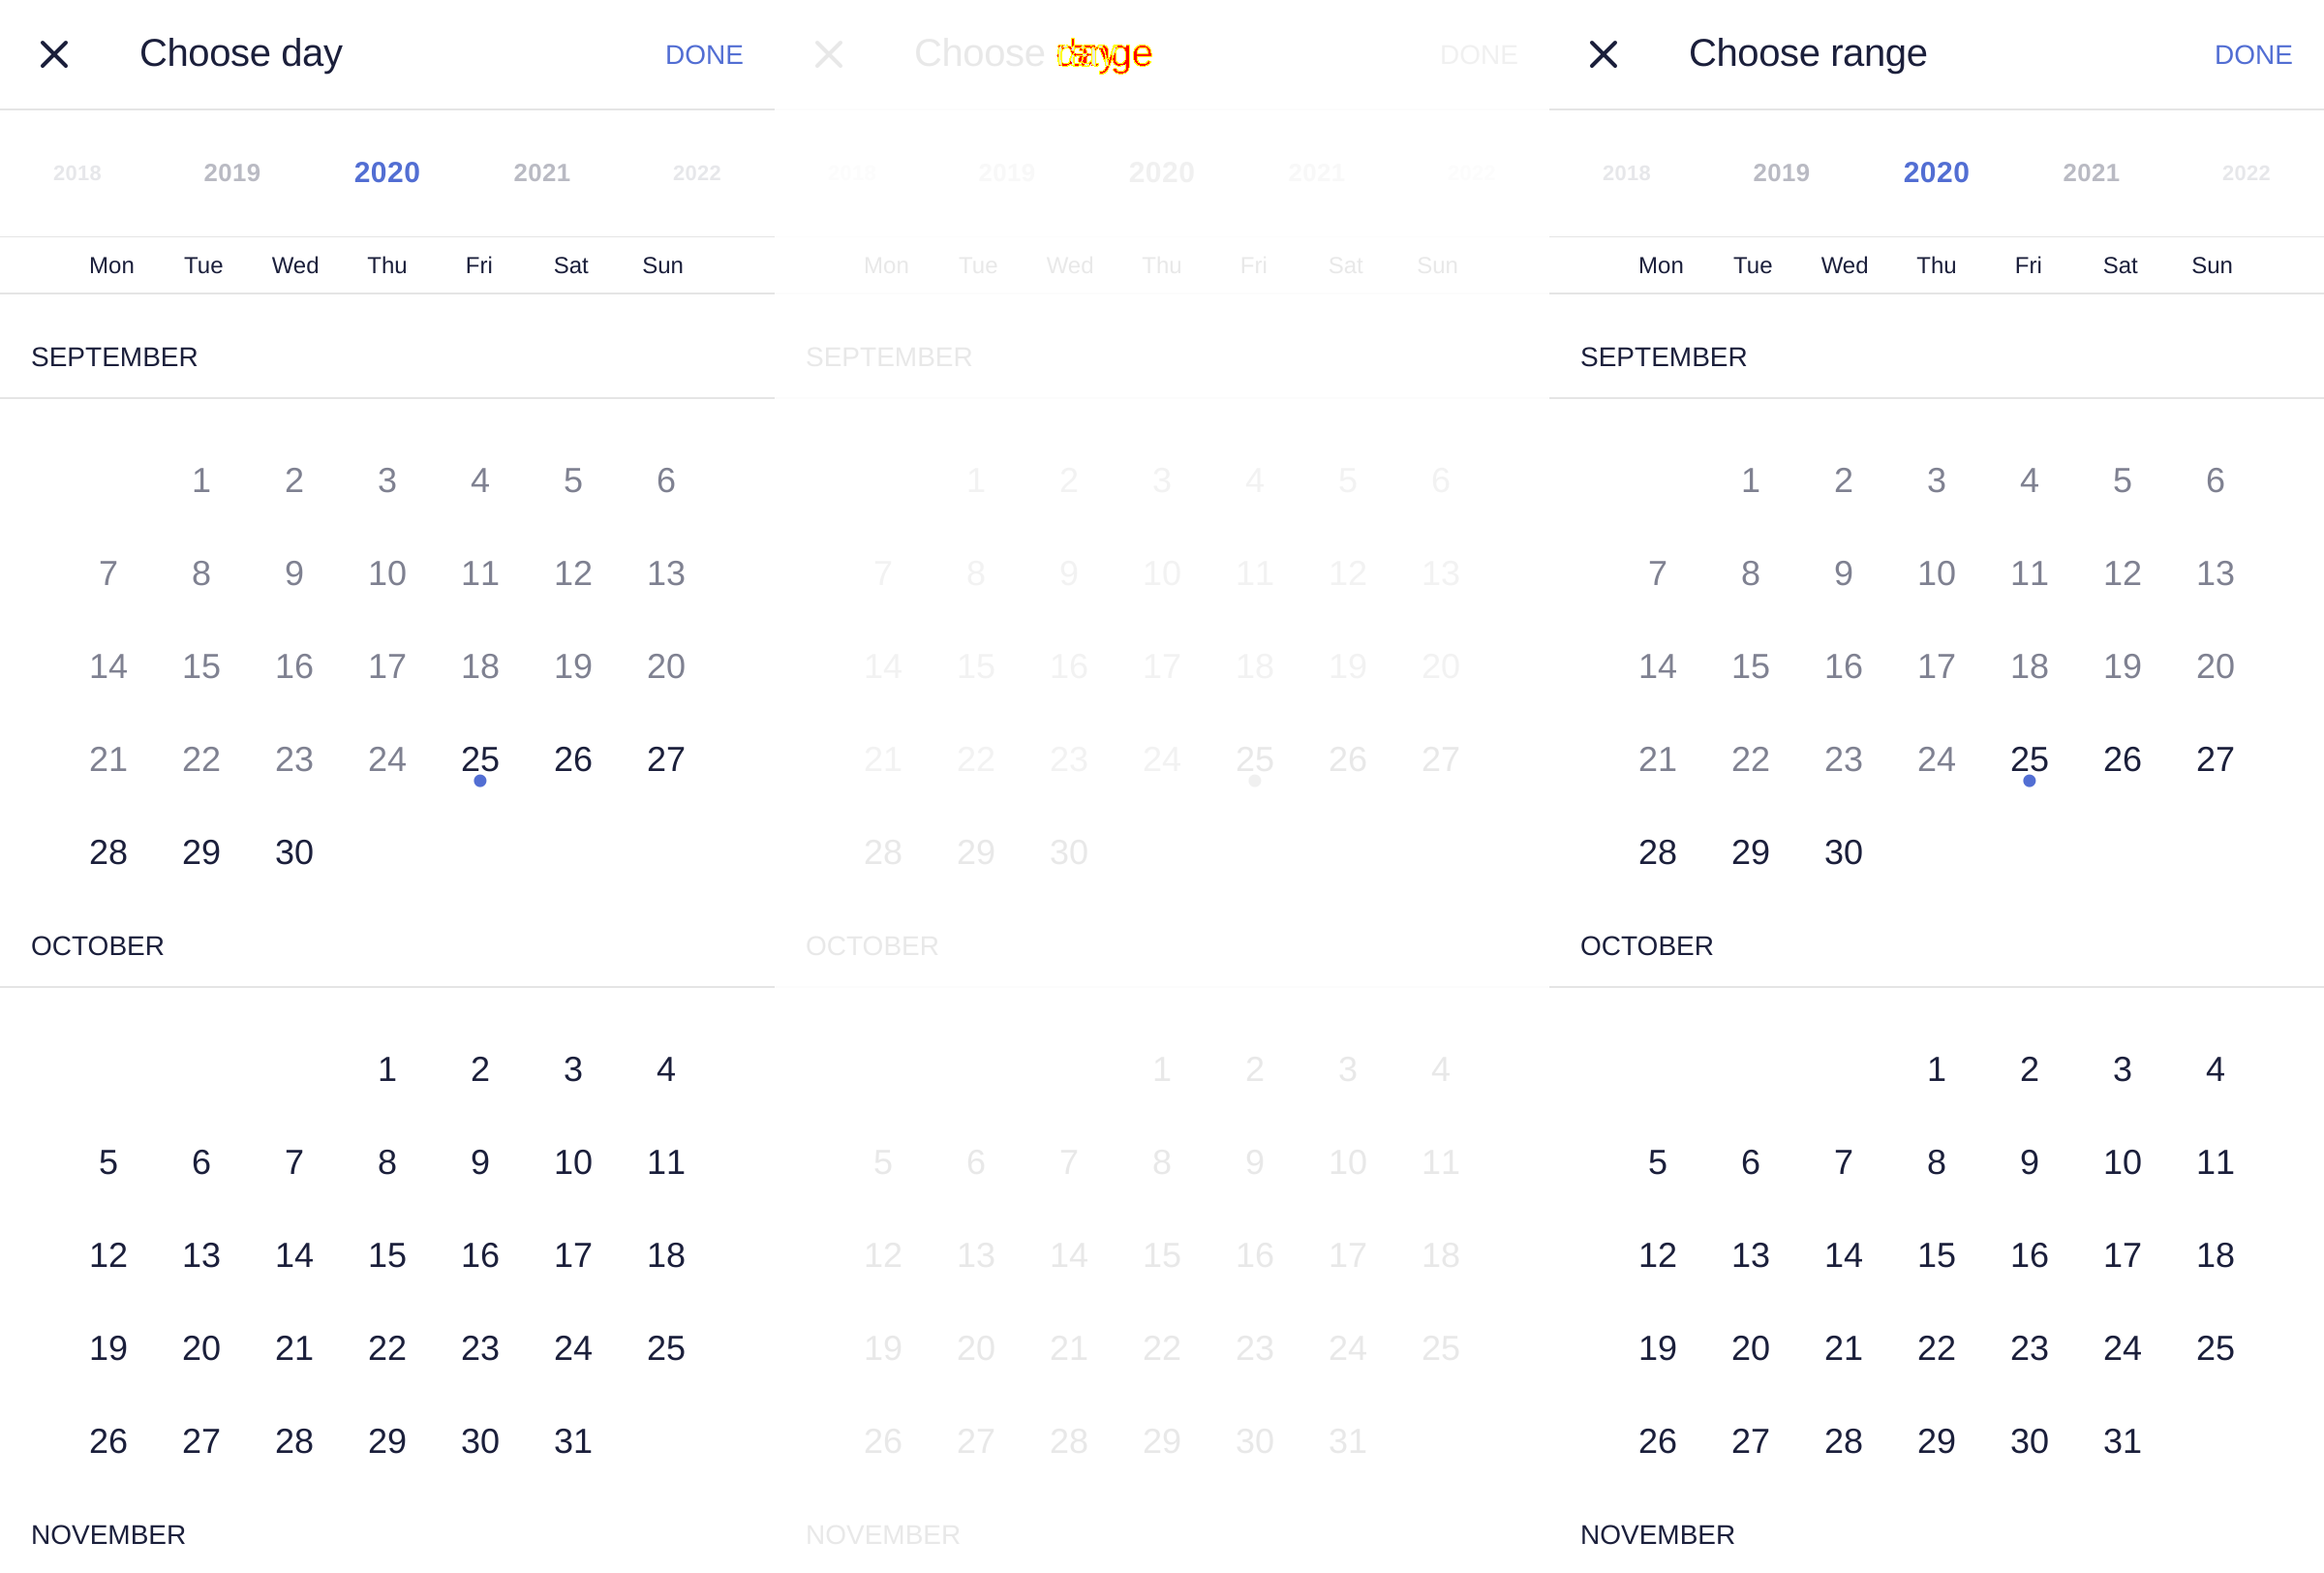 Choose day
DONE
2018 2019 2020 2021 2022
Mon Tue Wed Thu Fri Sat Sun
SEPTEMBER
1 2 3 4 5 6
7 8 9 10 11 12 13
14 15 16 17 18 19 20
21 22 23 24 25 26 27
28 29 30
OCTOBER
1 2 3 4
5 6 7 8 9 10 11
12 13 14 15 16 17 18
19 20 21 22 23 24 25
26 27 28 29 30 31
NOVEMBER
Choose
DONE
2018 2019 2020 2021 2022
Mon Tue Wed Thu Fri Sat Sun
SEPTEMBER
1 2 3 4 5 6
7 8 9 10 11 12 13
14 15 16 17 18 19 20
21 22 23 24 25 26 27
28 29 30
OCTOBER
1 2 3 4
5 6 7 8 9 10 11
12 13 14 15 16 17 18
19 20 21 22 23 24 25
26 27 28 29 30 31
NOVEMBER
Choose range
DONE
2018 2019 2020 2021 2022
Mon Tue Wed Thu Fri Sat Sun
SEPTEMBER
1 2 3 4 5 6
7 8 9 10 11 12 13
14 15 16 17 18 19 20
21 22 23 24 25 26 27
28 29 30
OCTOBER
1 2 3 4
5 6 7 8 9 10 11
12 13 14 15 16 17 18
19 20 21 22 23 24 25
26 27 28 29 30 31
NOVEMBER